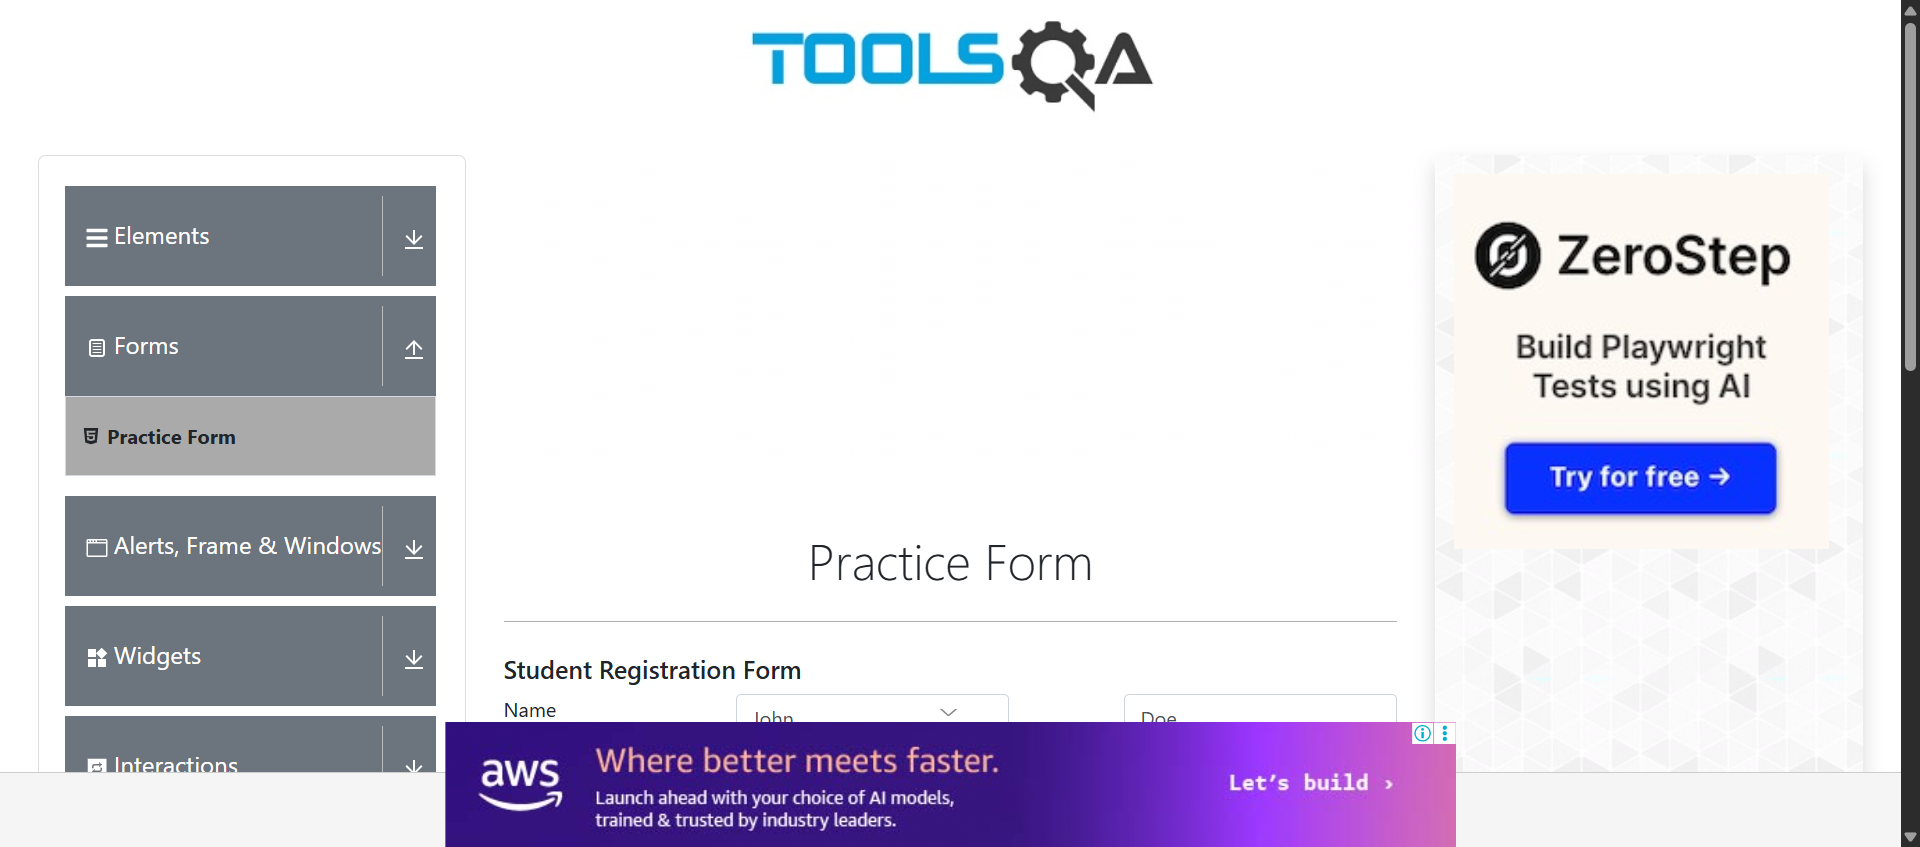 TOOLSQA
Elements
Forms
Practice Form
Alerts, Frame & Windows
Widgets
Interactions
Practice Form
Student Registration Form
Name
John
Doe
ZeroStep
Build Playwright
Tests using AI
Try for free →
aws
Where better meets faster.
Launch ahead with your choice of AI models,
trained & trusted by industry leaders.
Let's build ›